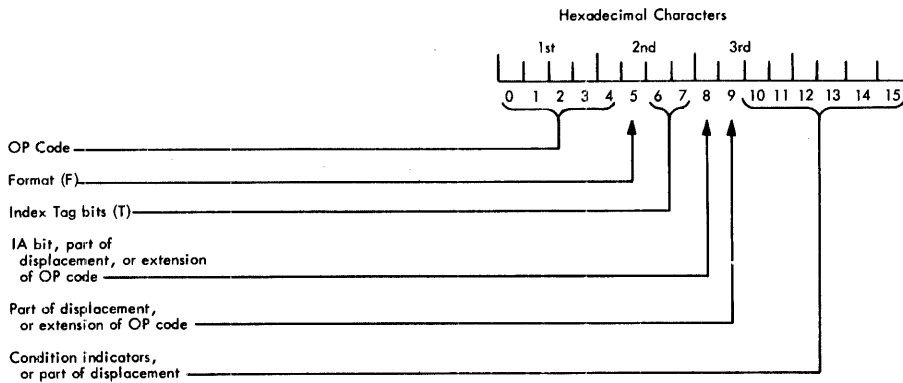 Hexadecimal Characters
1st 2nd 3rd
0 1 2 3 4 5 6 7 8 9 10 11 12 13 14 15
OP Code
Format (F)
Index Tag bits (T)
IA bit, part of
displacement, or extension
of OP code
Part of displacement,
or extension of OP code
Condition indicators,
or part of displacement